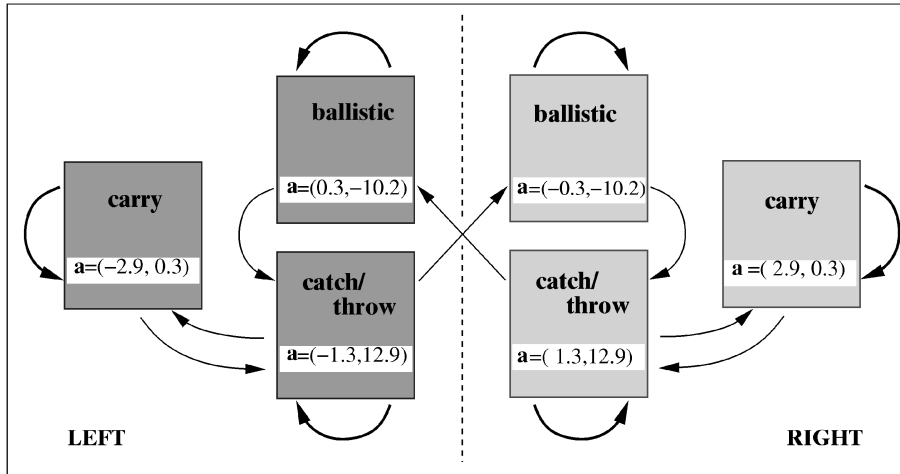 ballistic
a=(0.3,−10.2)
ballistic
a=(−0.3,−10.2)
carry
a=(−2.9, 0.3)
carry
a =( 2.9, 0.3)
catch/
throw
a=(−1.3,12.9)
catch/
throw
a=( 1.3,12.9)
LEFT
RIGHT